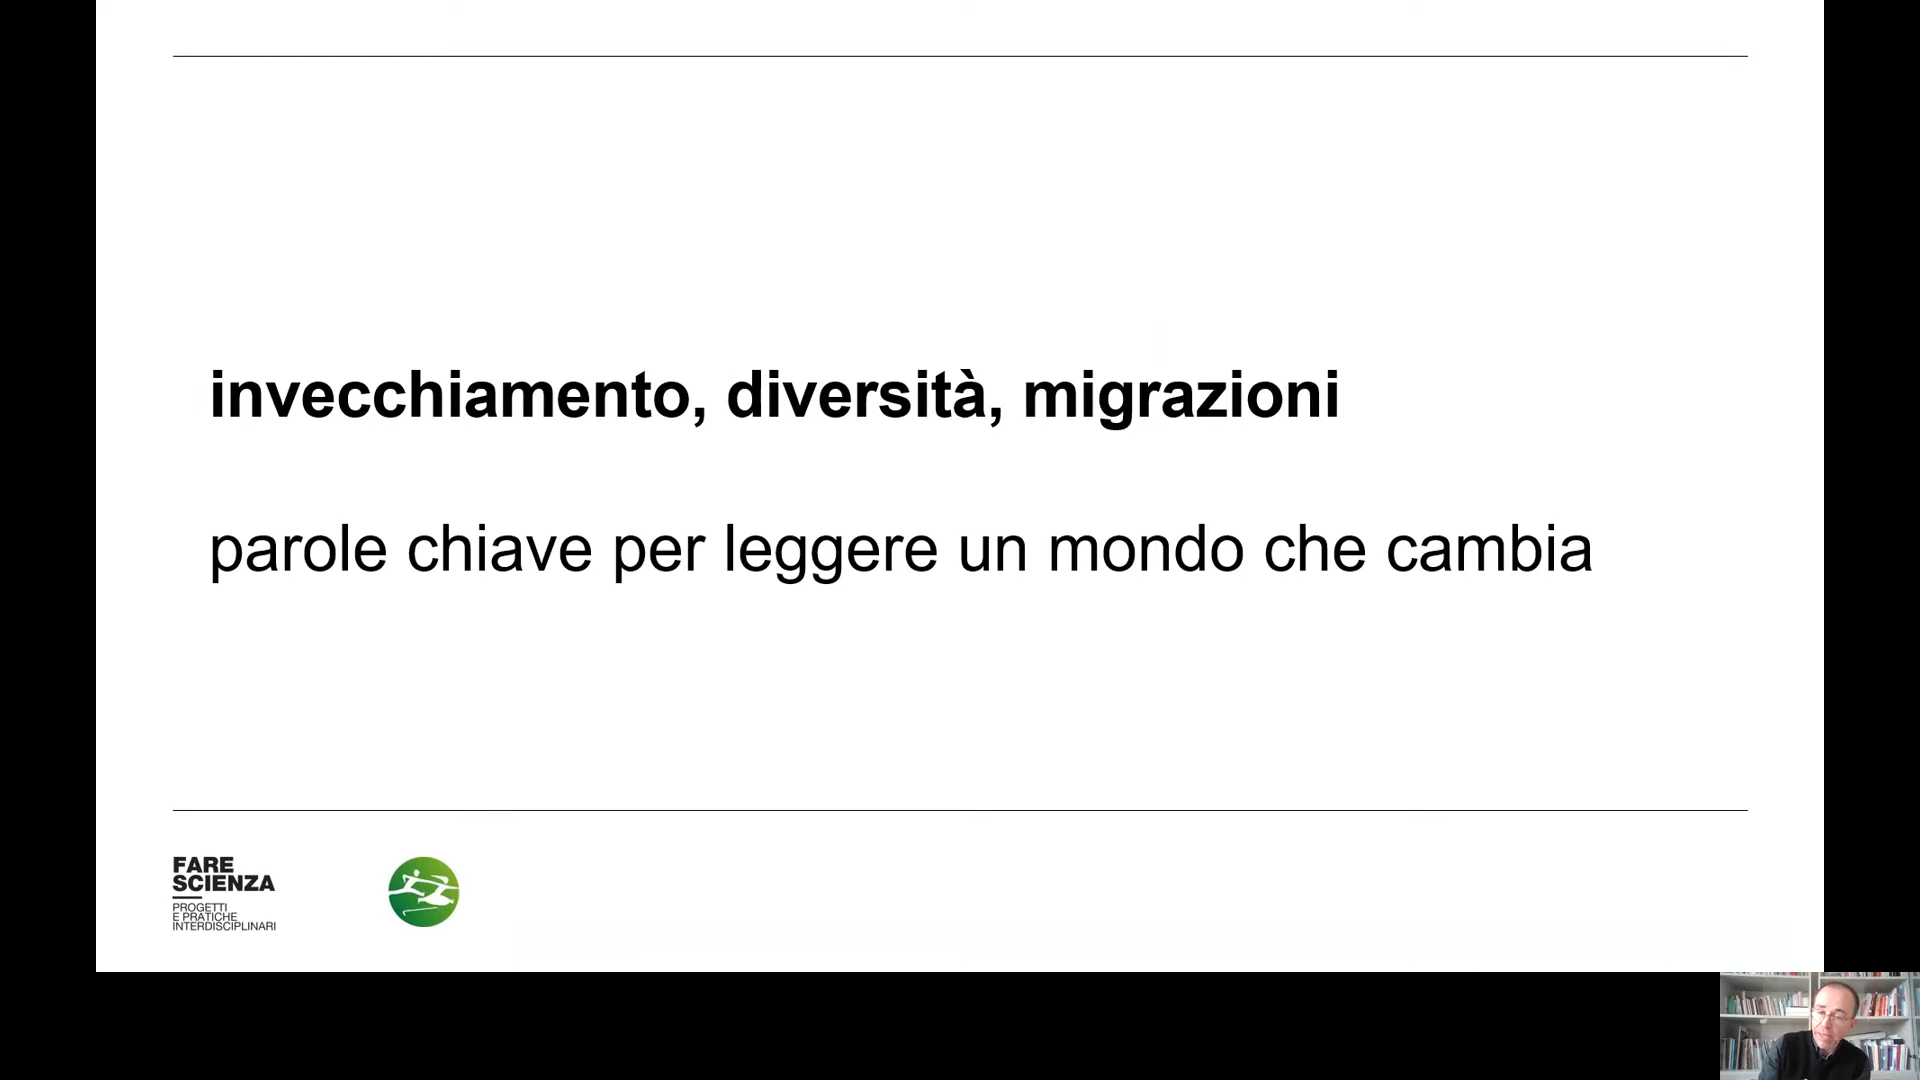 invecchiamento, diversità, migrazioni
parole chiave per leggere un mondo che cambia
FARE
SCIENZA
PROGETTI
E PRATICHE
INTERDISCIPLINARI